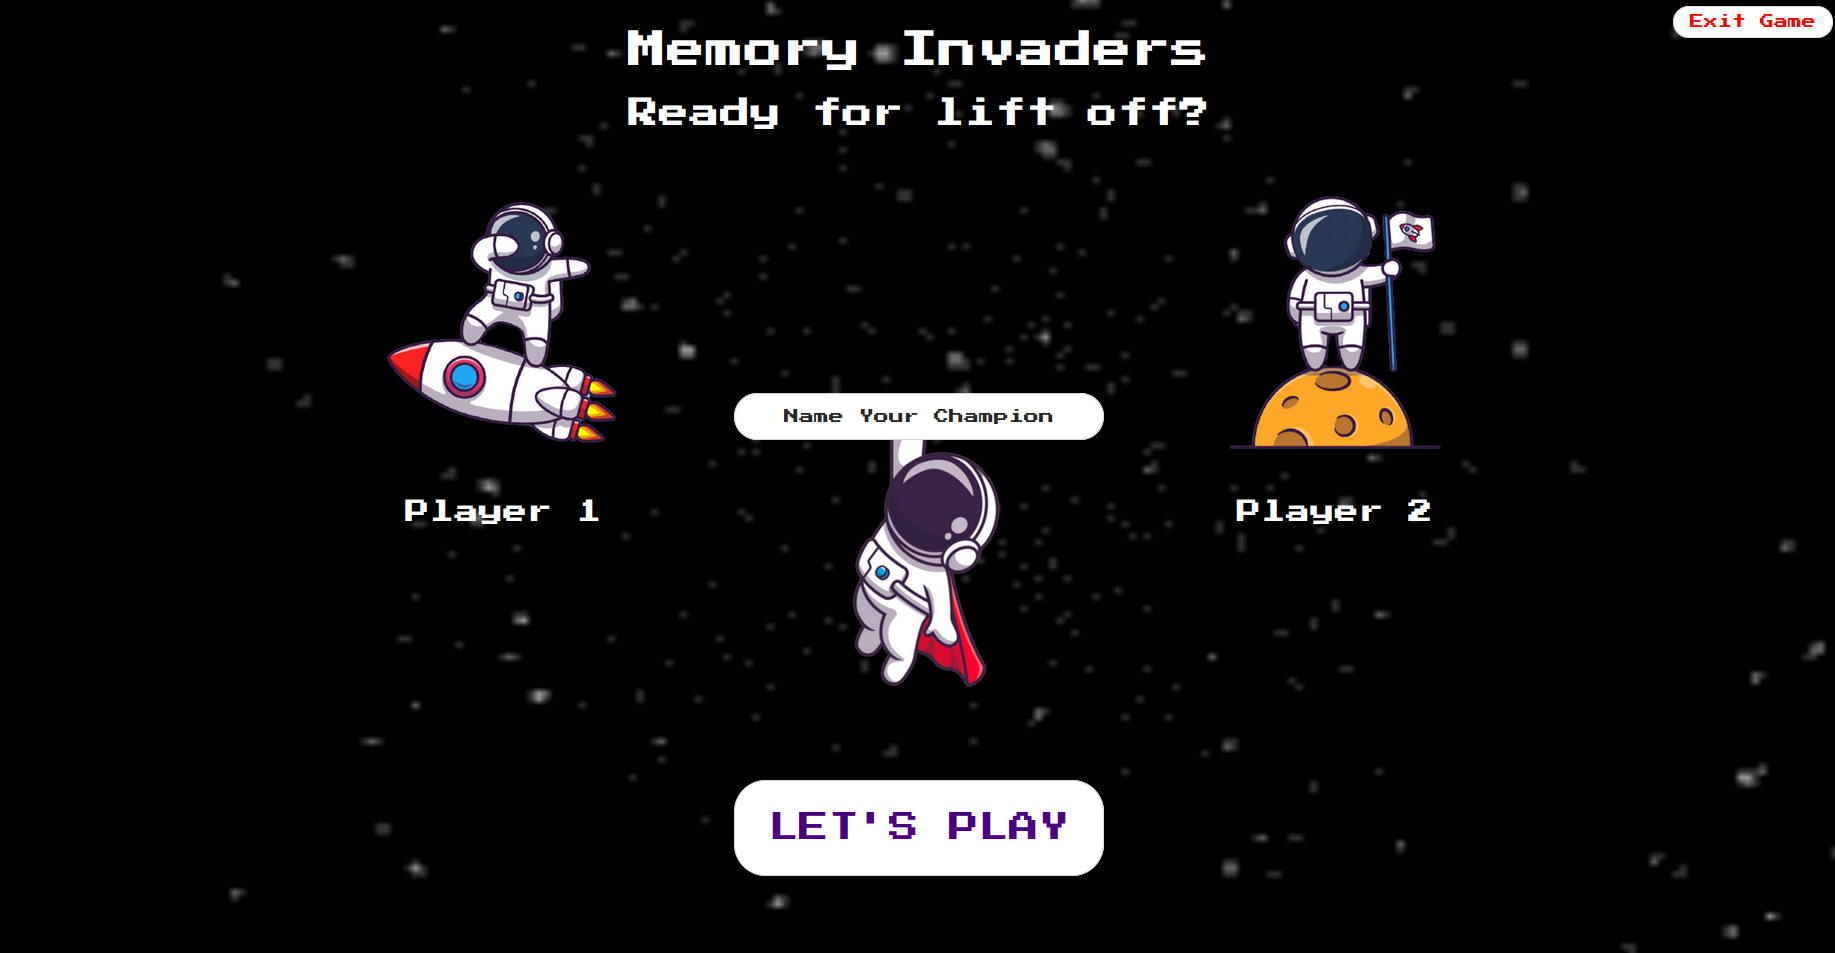 Exit Game
Memory Invaders
Ready for lift off?
Name Your Champion
Player 1
Player 2
LET'S PLAY